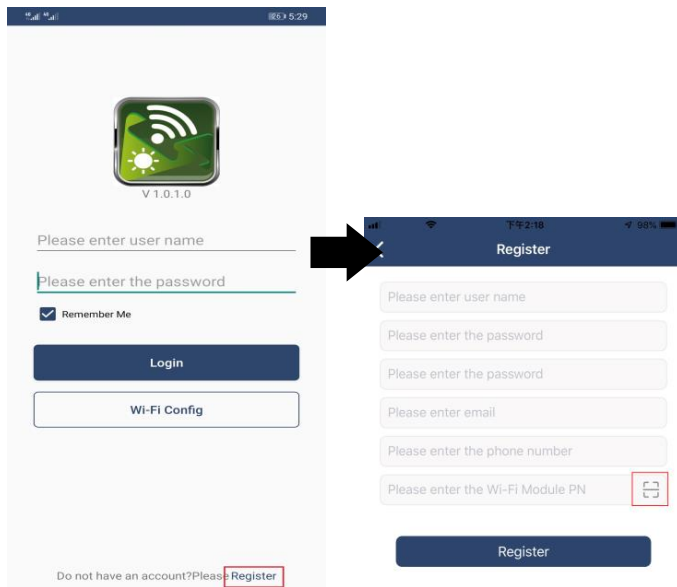 5:29
V 1.0.1.0
Please enter user name
Please enter the password
Remember Me
Login
Wi-Fi Config
Do not have an account?Please Register
下午2:18
98%
Register
Please enter user name
Please enter the password
Please enter the password
Please enter email
Please enter the phone number
Please enter the Wi-Fi Module PN
Register